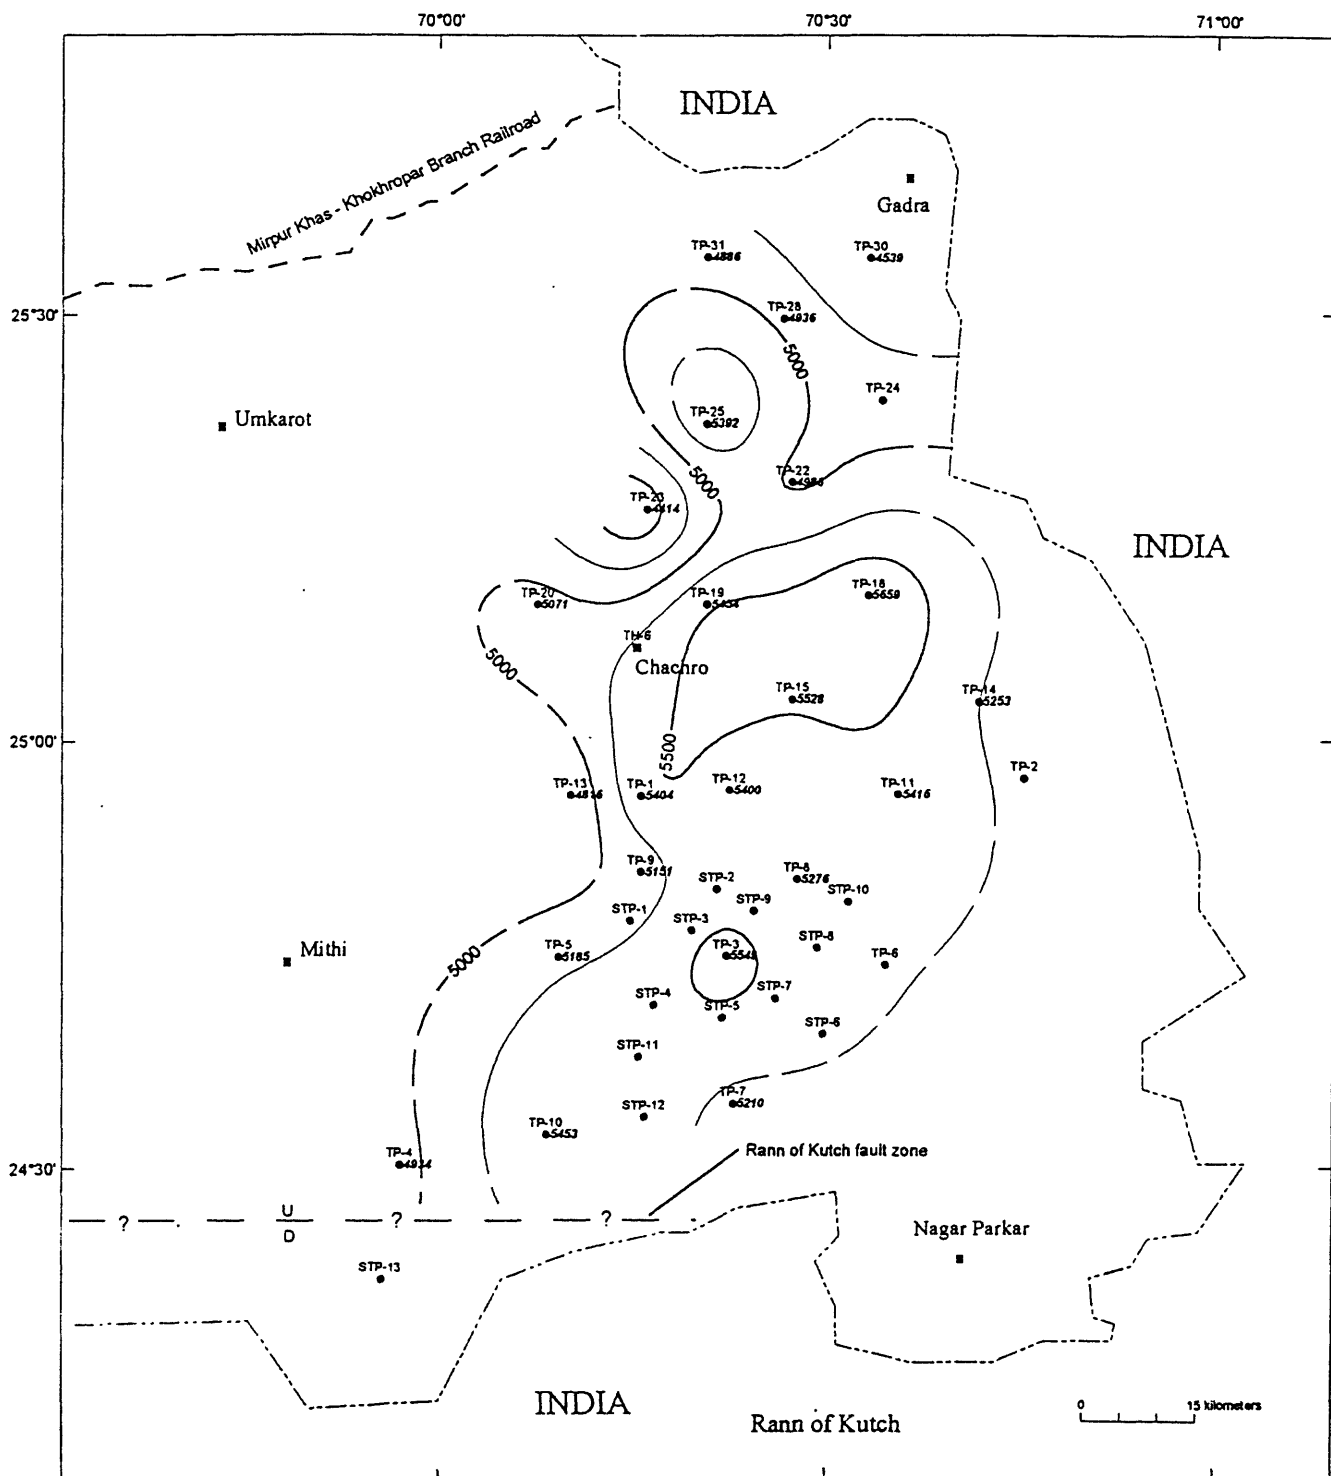 70°00'
70°30'
71°00'
INDIA
Mirpur Khas - Khokhropar Branch Railroad
Gadra
TP-31
4886
TP-30
4539
25°30'
TP-28
4936
5000
TP-24
TP-25
5392
Umkarot
TP-22
5000
TP-23
4414
INDIA
TP-20
5071
TP-19
5454
TP-18
5659
TH-6
Chachro
5000
TP-15
5528
TP-14
5253
25°00'
5500
TP-2
TP-13
4816
TP-1
5404
TP-12
5400
TP-11
5416
TP-9
5151
STP-2
TP-8
5276
STP-9
STP-10
STP-1
STP-3
Mithi
5000
TP-5
5185
TP-3
STP-8
TP-6
STP-4
STP-7
STP-5
STP-6
STP-11
TP-7
5210
STP-12
TP-10
5453
TP-4
4934
24°30'
Rann of Kutch fault zone
? U ? ?
D
Nagar Parkar
STP-13
INDIA
Rann of Kutch
0 15 kilometers